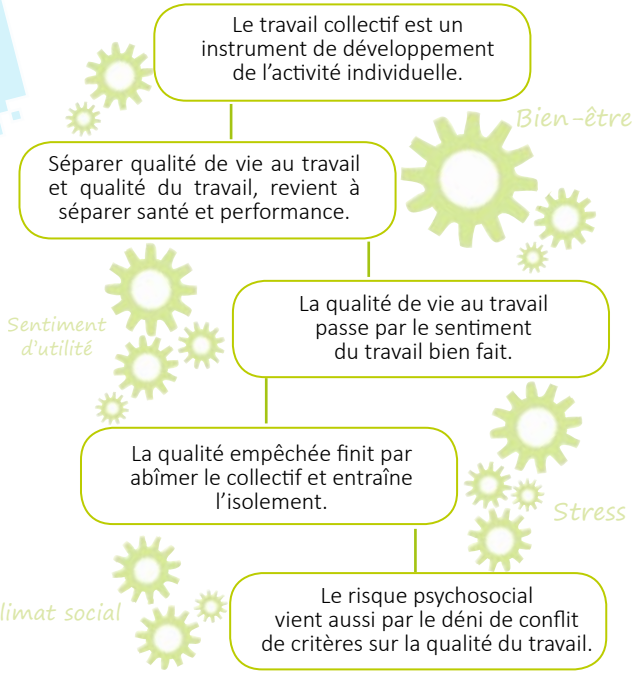 Le travail collectif est un
instrument de développement
de l’activité individuelle.
Bien-être
Séparer qualité de vie au travail
et qualité du travail, revient à
séparer santé et performance.
La qualité de vie au travail
passe par le sentiment
du travail bien fait.
Sentiment
d'utilité
La qualité empêchée finit par
abîmer le collectif et entraîne
l’isolement.
Stress
Le risque psychosocial
vient aussi par le déni de conflit
de critères sur la qualité du travail.
limat social